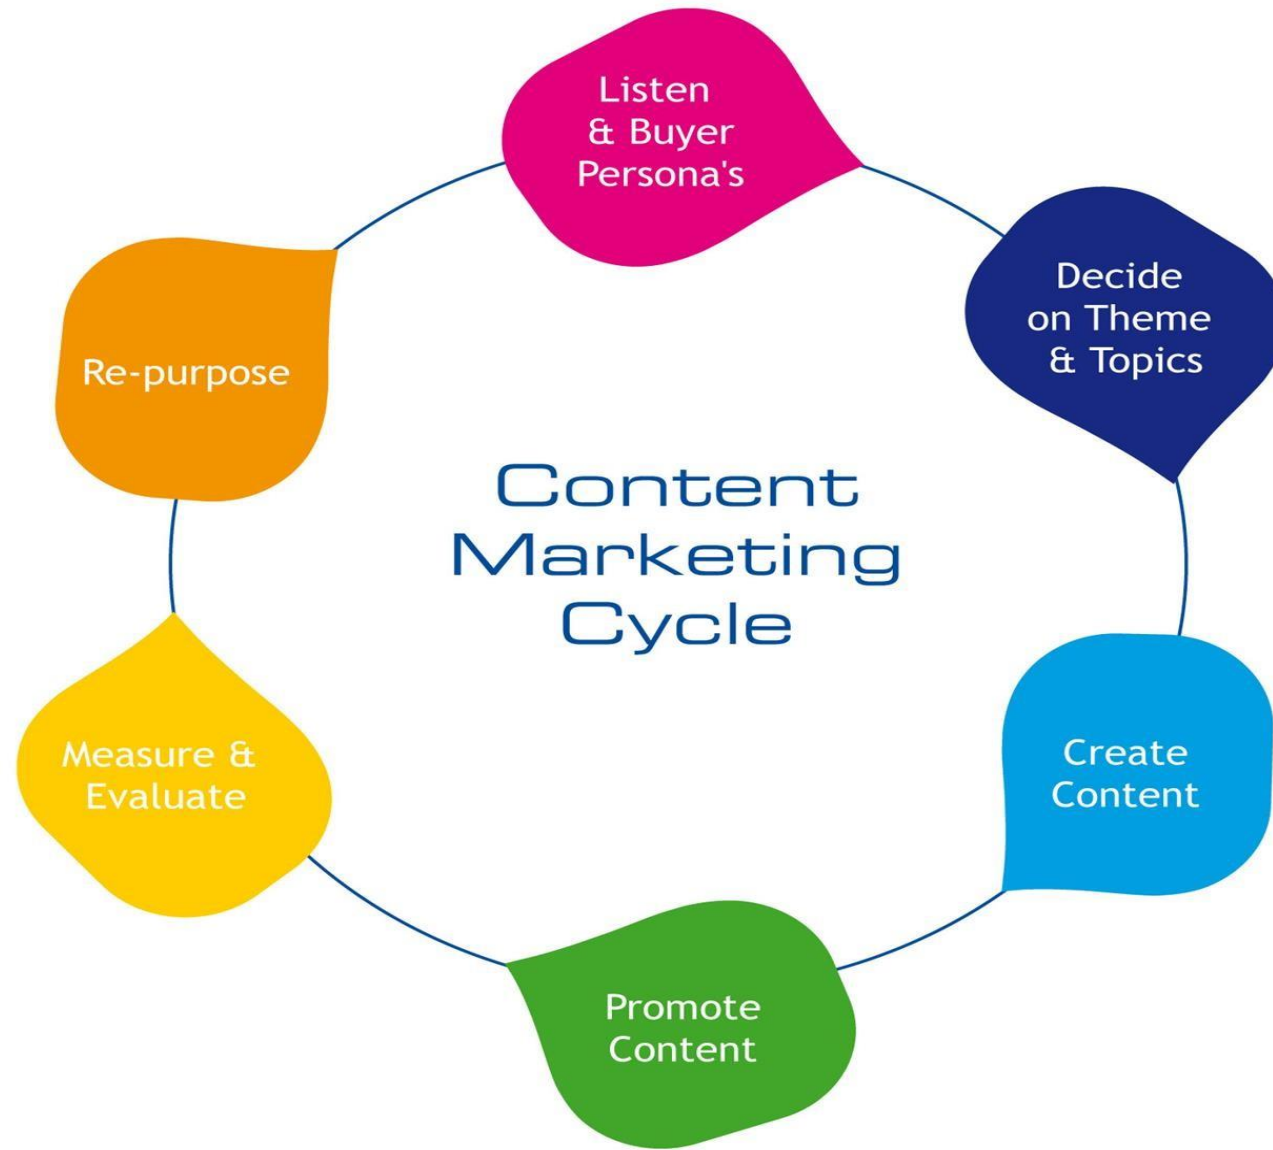 Listen
& Buyer
Persona's
Decide
on Theme
& Topics
Create
Content
Promote
Content
Measure &
Evaluate
Re-purpose
Content
Marketing
Cycle